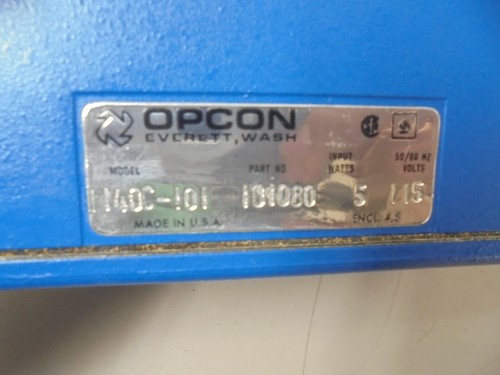 OPCON
EVERETT, WASH
MODEL PART NO INPUT WATTS 50/60 HZ VOLTS
1140C-101 101080 5 115
MADE IN U.S.A. ENCL 4,5